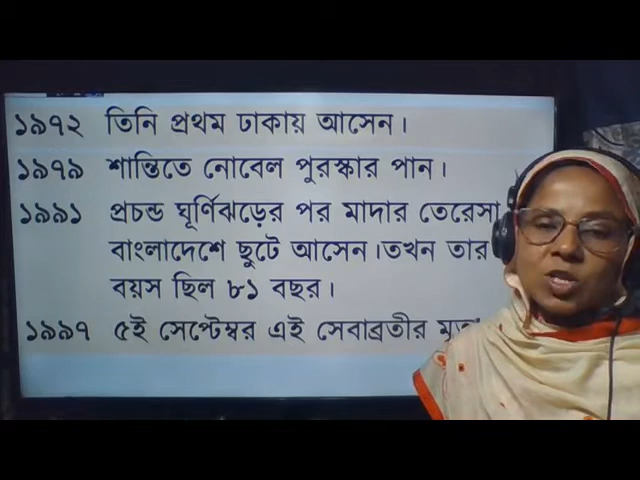 ১৯৭২ তিনি প্রথম ঢাকায় আসেন।
১৯৭৯ শান্তিতে নোবেল পুরস্কার পান।
১৯৯১ প্রচন্ড ঘূর্ণিঝড়ের পর মাদার তেরেসা
বাংলাদেশে ছুটে আসেন।তখন তার
বয়স ছিল ৮১ বছর।
১৯৯৭ ৫ই সেপ্টেম্বর এই সেবাব্রতীর